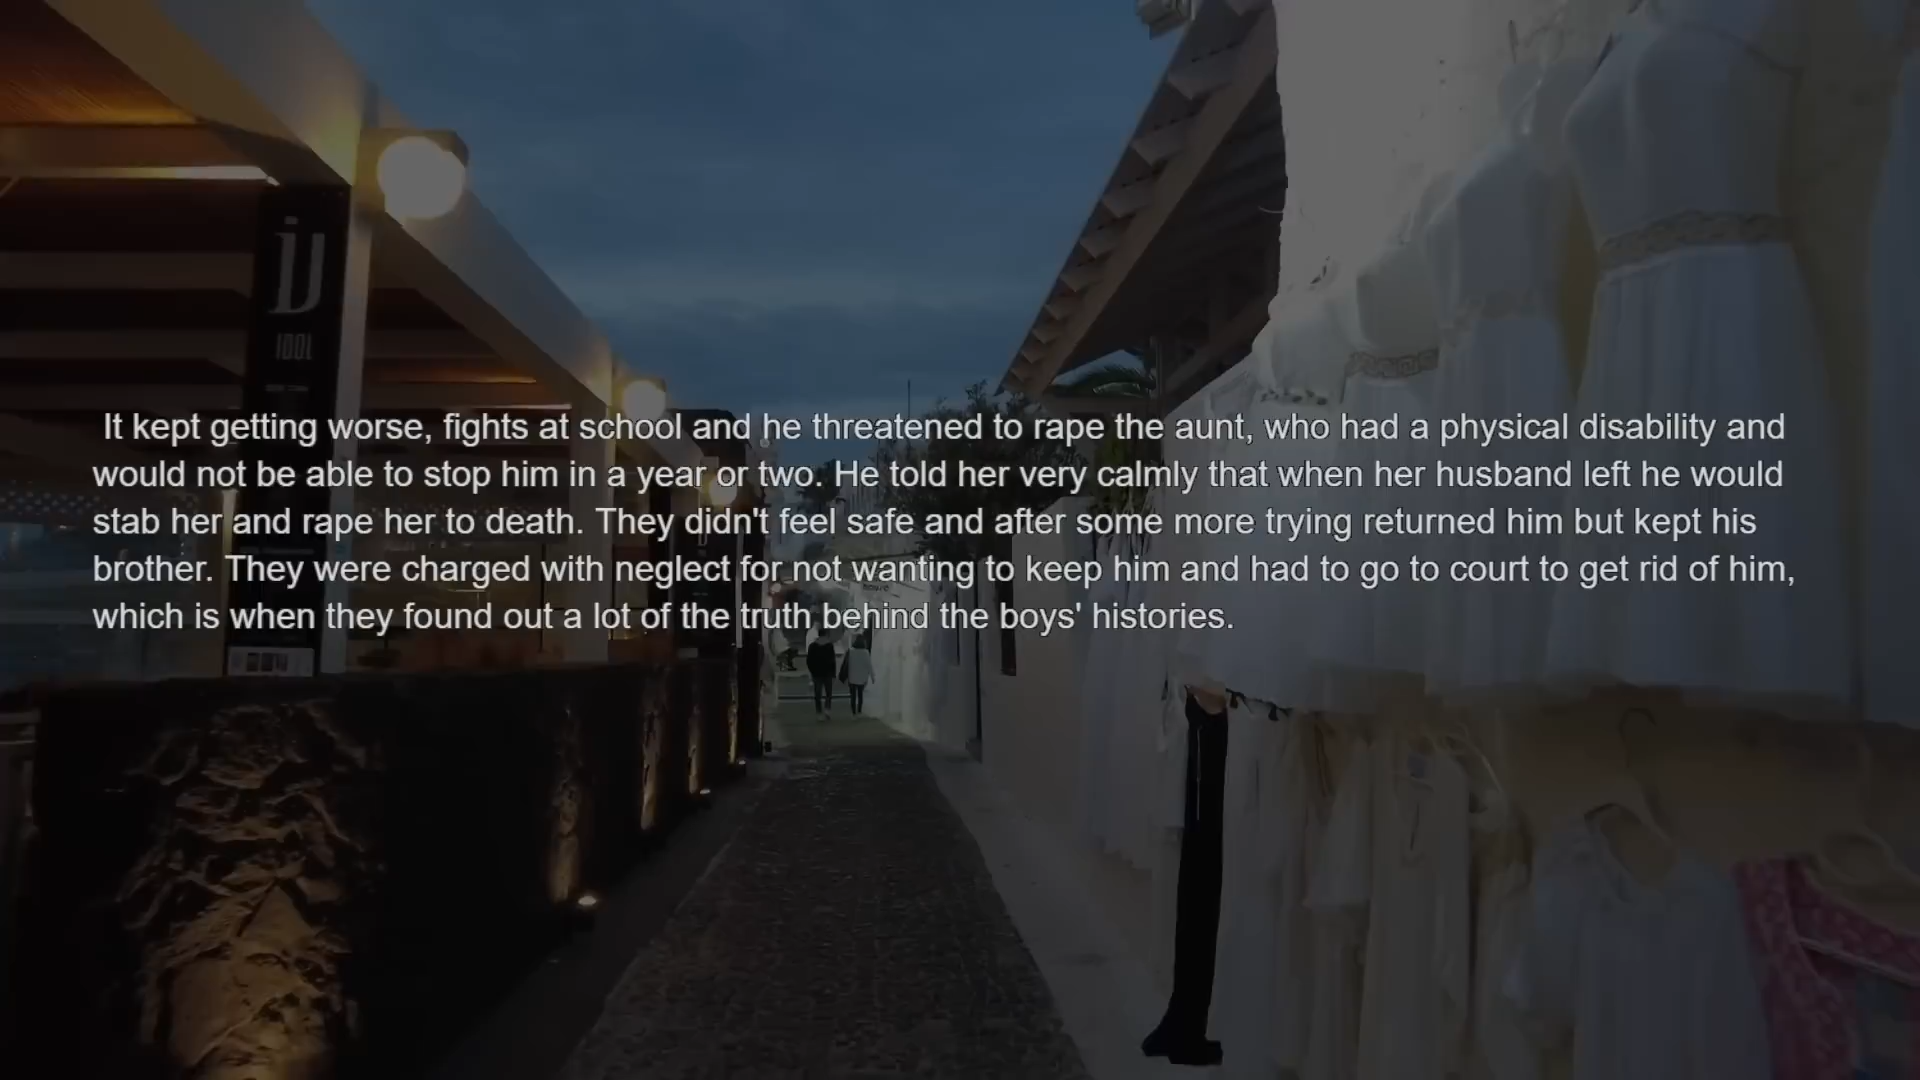 IDOL
It kept getting worse, fights at school and he threatened to rape the aunt, who had a physical disability and
would not be able to stop him in a year or two. He told her very calmly that when her husband left he would
stab her and rape her to death. They didn't feel safe and after some more trying returned him but kept his
brother. They were charged with neglect for not wanting to keep him and had to go to court to get rid of him,
which is when they found out a lot of the truth behind the boys' histories.